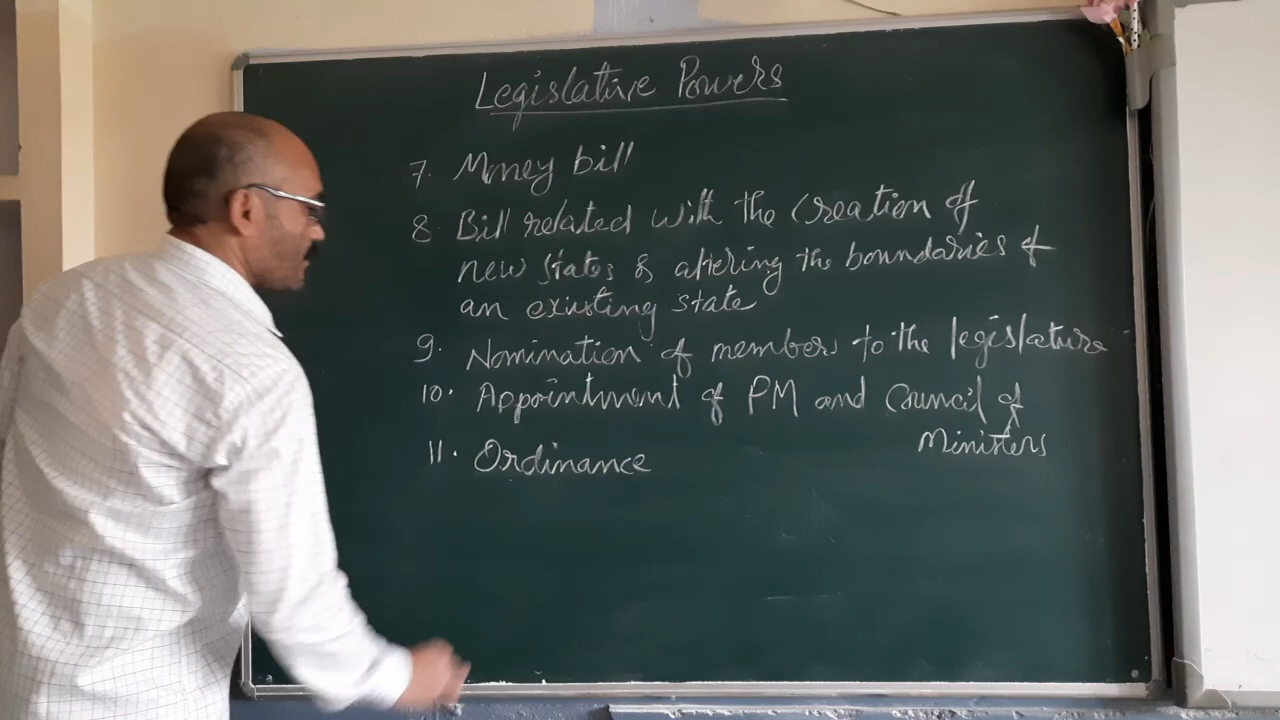 Legislative Powers
7. Money bill
8. Bill related with the Creation of
new states & altering the boundaries of
an existing state
9. Nomination of members to the legislature
10. Appointment of PM and Council of
Ministers
11. Ordinance